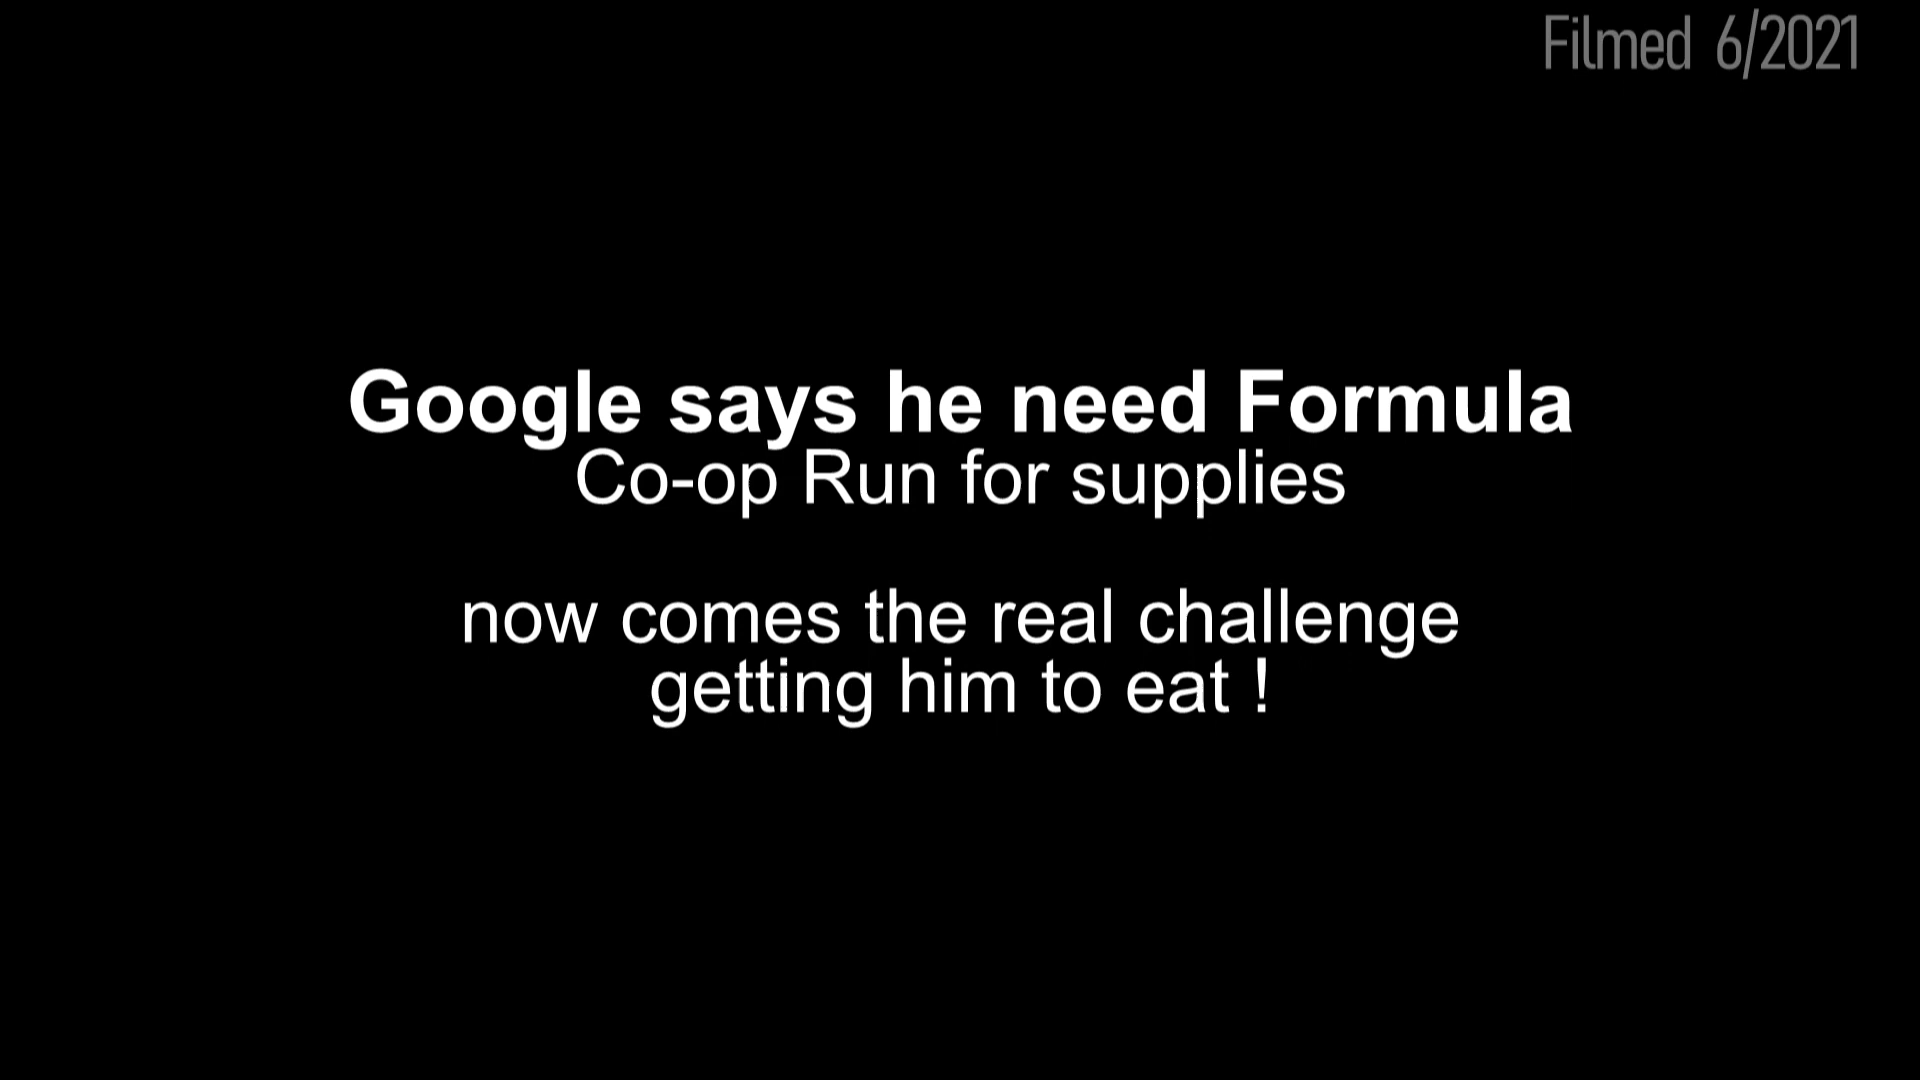 Filmed 6/2021
Google says he need Formula
Co-op Run for supplies
now comes the real challenge
getting him to eat !